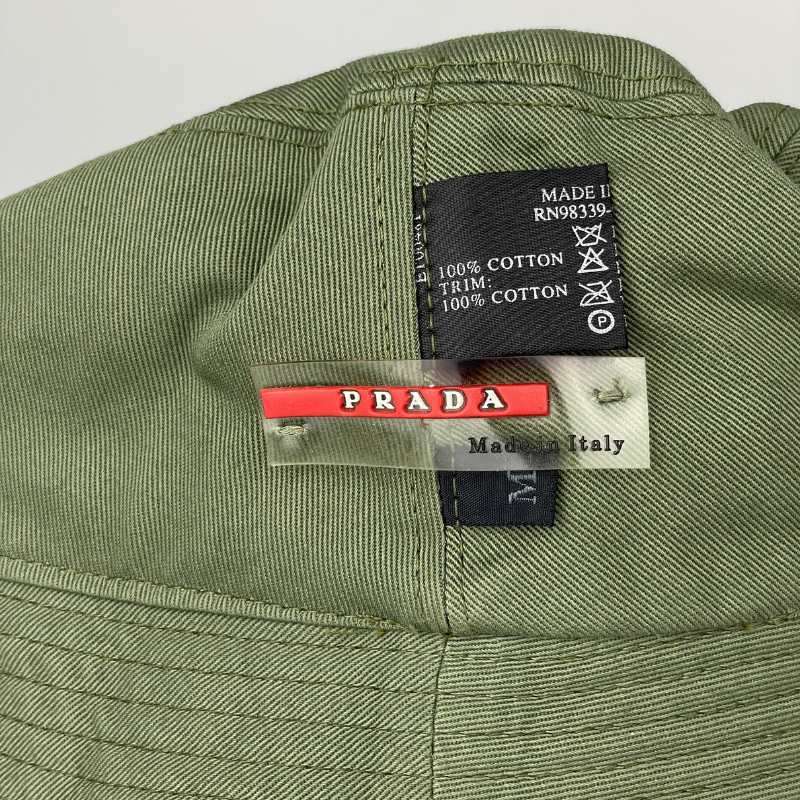 MADE I
RN98339-
100% COTTON
TRIM:
100% COTTON
P
PRADA
Made in Italy
M